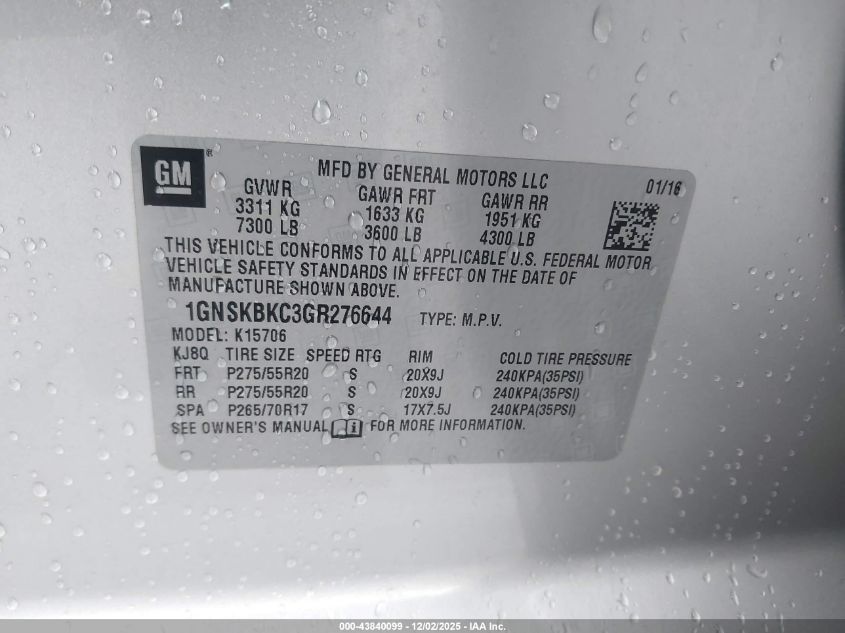 GM®
MFD BY GENERAL MOTORS LLC 01/16
GVWR GAWR FRT GAWR RR
3311 KG 1633 KG 1951 KG
7300 LB 3600 LB 4300 LB
THIS VEHICLE CONFORMS TO ALL APPLICABLE U.S. FEDERAL MOTOR
VEHICLE SAFETY STANDARDS IN EFFECT ON THE DATE OF
MANUFACTURE SHOWN ABOVE.
1GNSKBKC3GR276644 TYPE: M.P.V.
MODEL: K15706
KJ8Q TIRE SIZE SPEED RTG RIM COLD TIRE PRESSURE
FRT P275/55R20 S 20X9J 240KPA(35PSI)
RR P275/55R20 S 20X9J 240KPA(35PSI)
SPA P265/70R17 S 17X7.5J 240KPA(35PSI)
SEE OWNER'S MANUAL i FOR MORE INFORMATION.
000-43840099 - 12/02/2025 - IAA Inc.